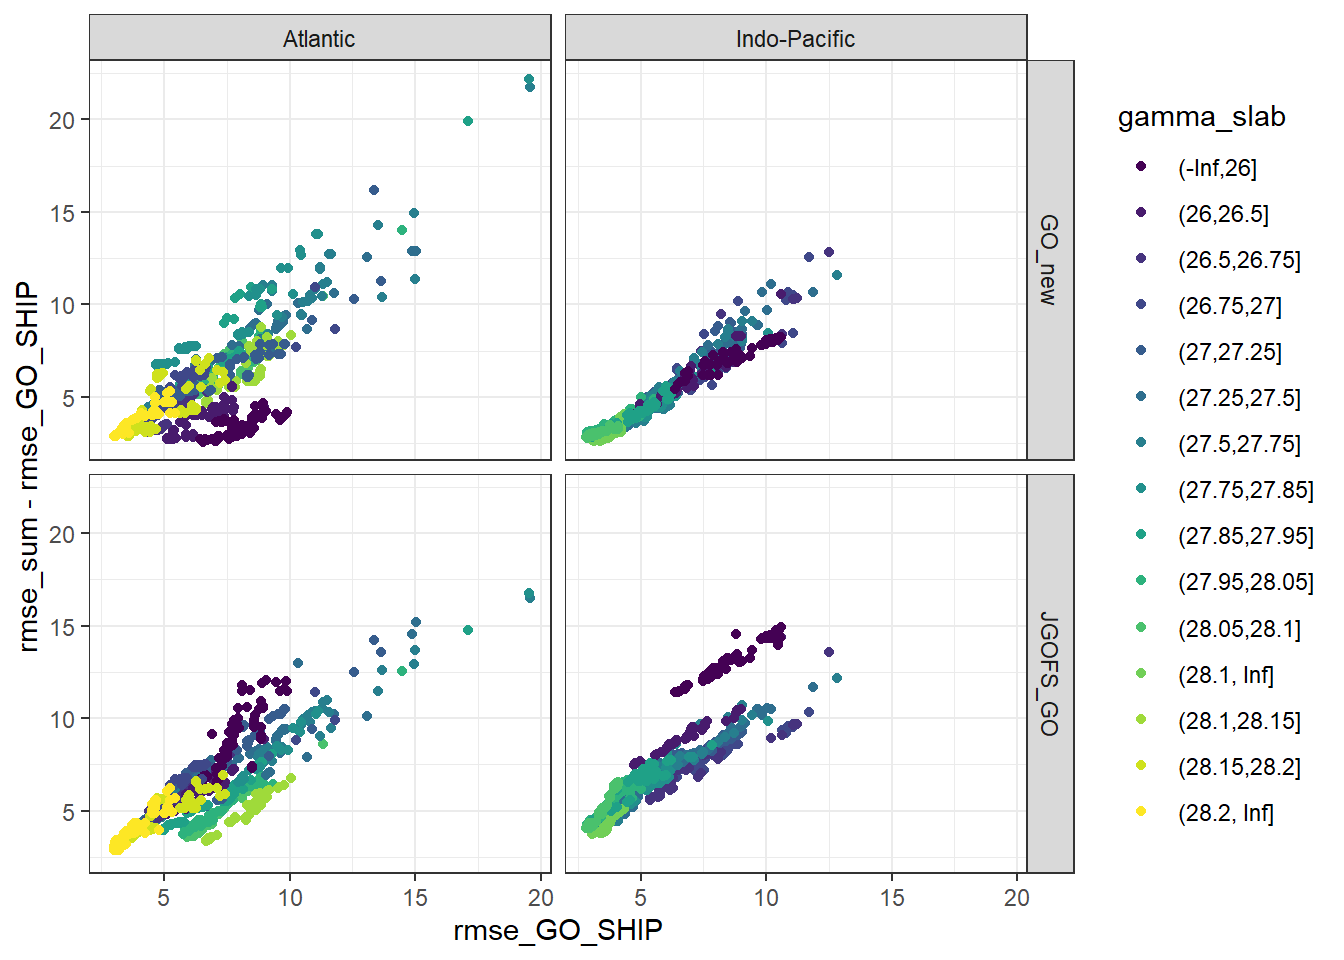 Atlantic
Indo-Pacific
20
15
10
5
GO_new
20
15
10
5
JGOFS_GO
5
10
15
20
5
10
15
20
rmse_GO_SHIP
rmse_sum - rmse_GO_SHIP
gamma_slab
(-Inf,26]
(26,26.5]
(26.5,26.75]
(26.75,27]
(27,27.25]
(27.25,27.5]
(27.5,27.75]
(27.75,27.85]
(27.85,27.95]
(27.95,28.05]
(28.05,28.1]
(28.1, Inf]
(28.1,28.15]
(28.15,28.2]
(28.2, Inf]